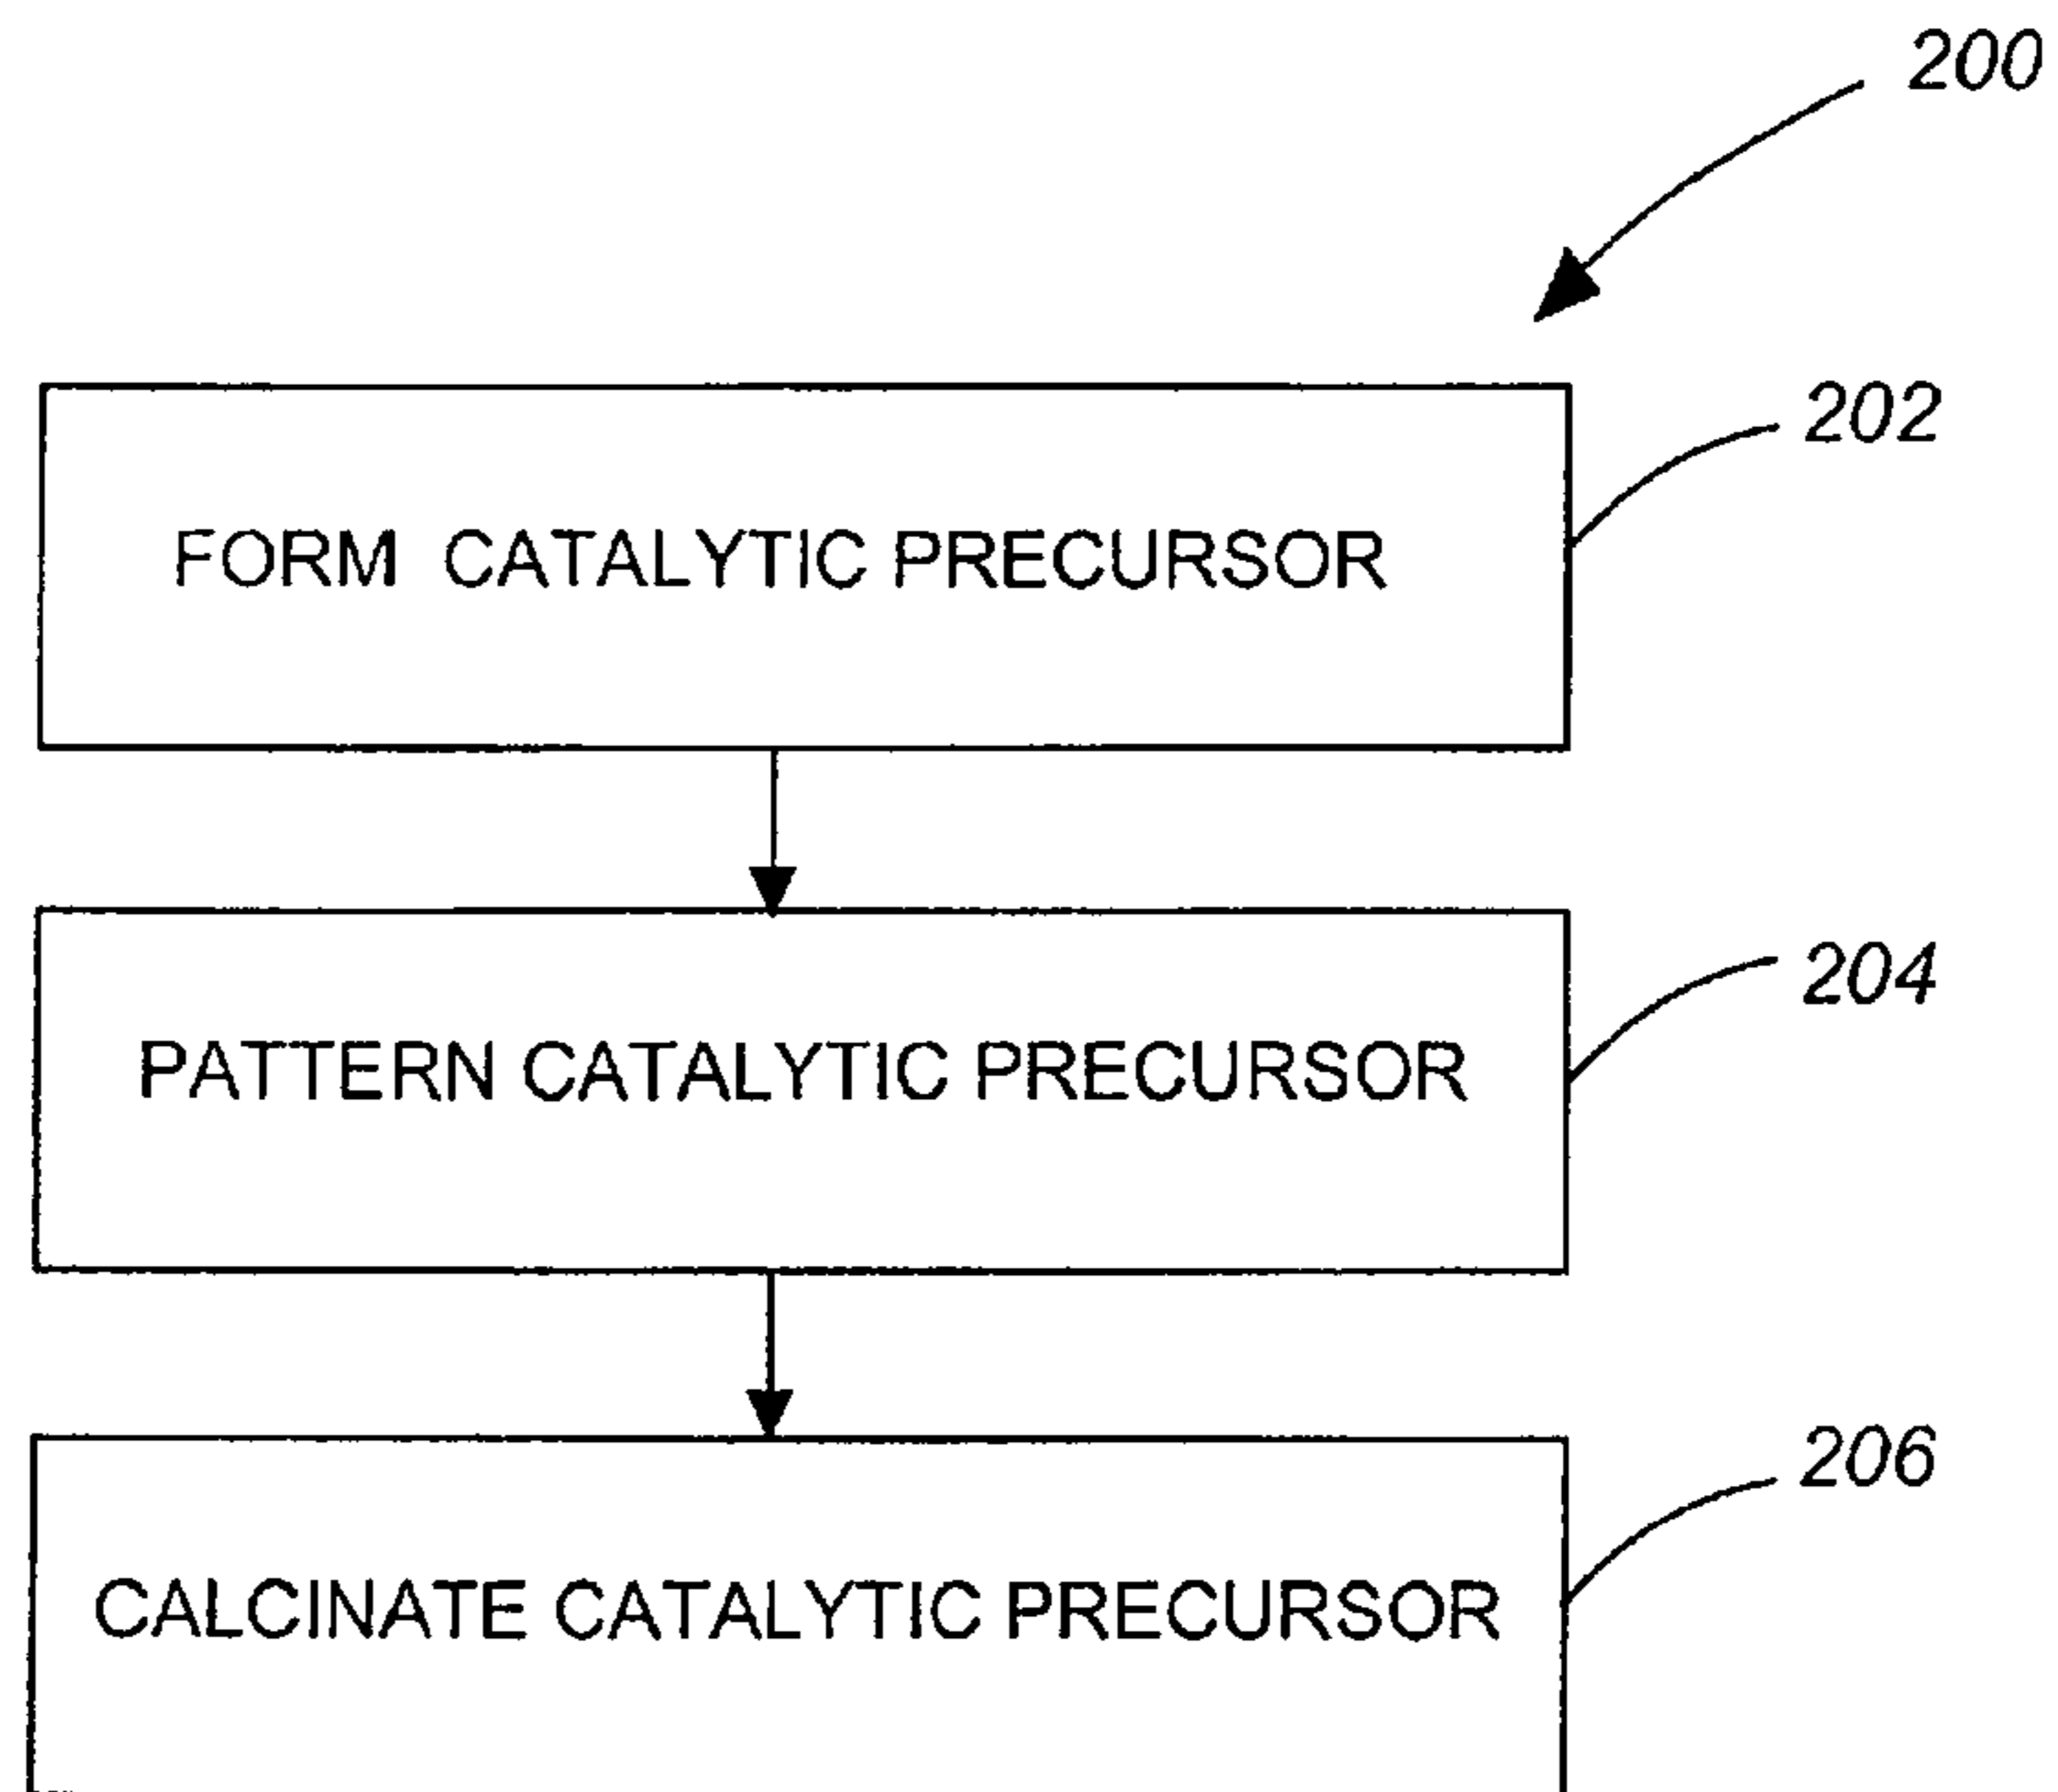 200
202
FORM CATALYTIC PRECURSOR
204
PATTERN CATALYTIC PRECURSOR
206
CALCINATE CATALYTIC PRECURSOR